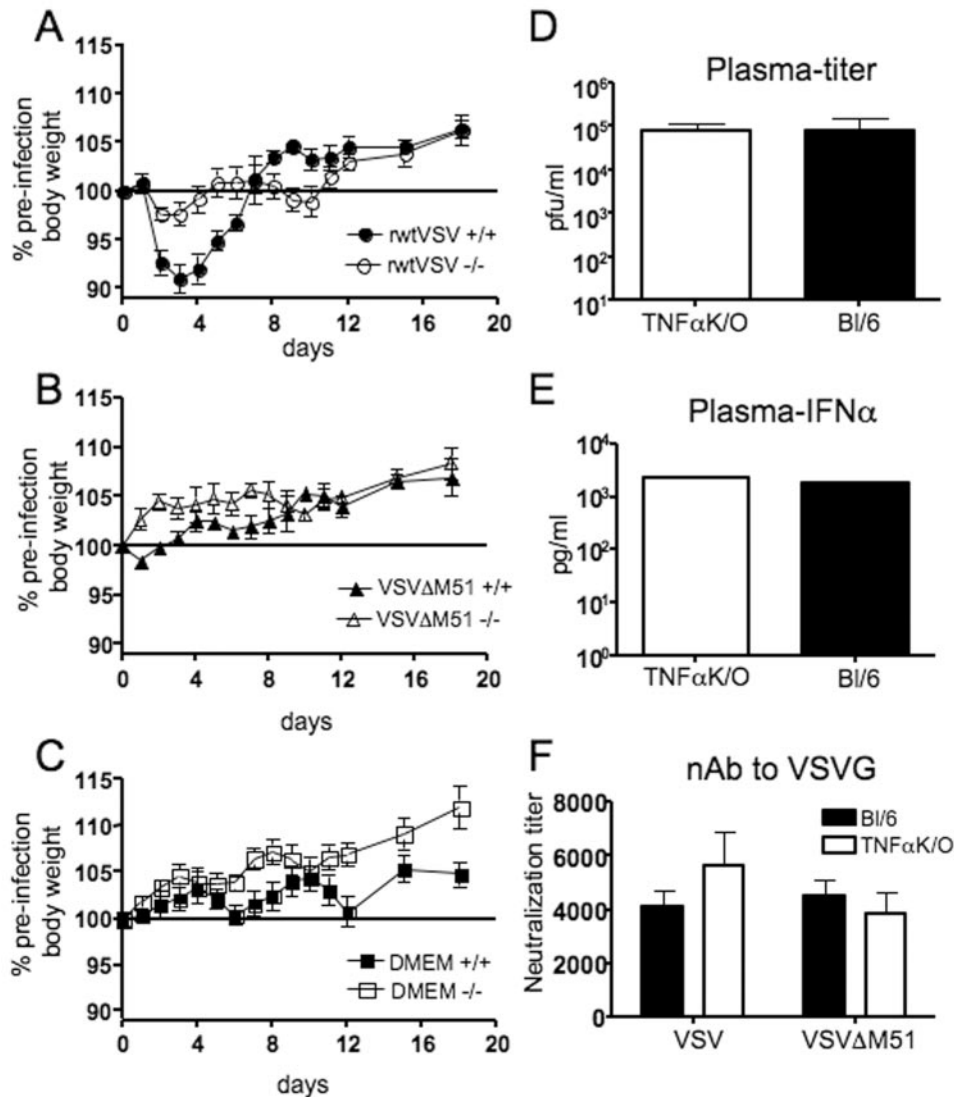 A
115
110
105
100
95
90
% pre-infection
body weight
rwtVSV +/+
rwtVSV -/-
0 4 8 12 16 20
days
B
115
110
105
100
95
90
% pre-infection
body weight
VSVΔM51 +/+
VSVΔM51 -/-
0 4 8 12 16 20
days
C
115
110
105
100
95
90
% pre-infection
body weight
DMEM +/+
DMEM -/-
0 4 8 12 16 20
days
D
Plasma-titer
10⁶
10⁵
10⁴
10³
10²
10¹
pfu/ml
TNFαK/O Bl/6
E
Plasma-IFNα
10⁴
10³
10²
10¹
10⁰
pg/ml
TNFαK/O Bl/6
F
nAb to VSVG
8000
6000
4000
2000
0
Neutralization titer
Bl/6
TNFαK/O
VSV VSVΔM51